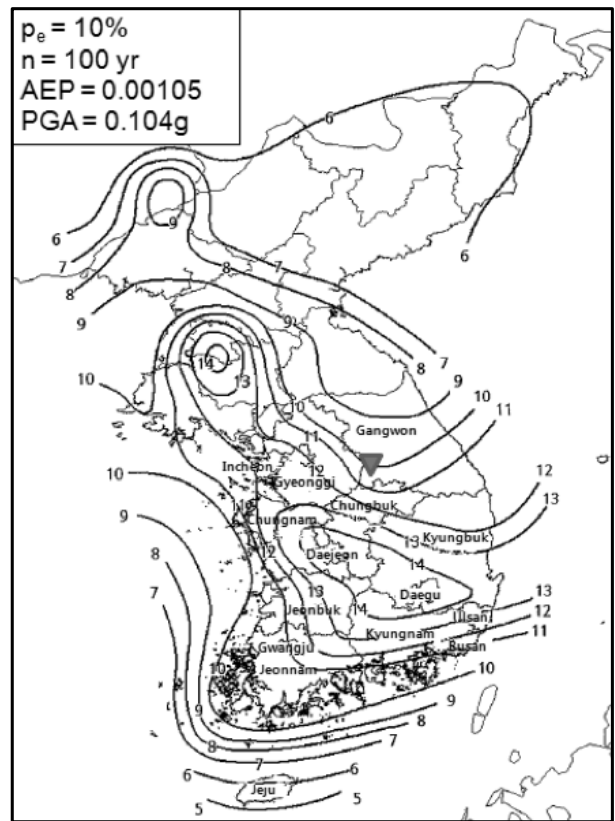 pₑ = 10%
n = 100 yr
AEP = 0.00105
PGA = 0.104g
6
9
6
6
7
8
7
8
9
9
7
14
8
13
9
10
10
10
11
Gangwon
11
Incheon
12
10
12
Gyeonggi
13
11
Chungbuk
9
Chungnam
13
Kyungbuk
8
12
Daejeon
14
7
13
13
Daegu
Jeonbuk
14
12
Ulsan
Kyungnam
11
Gwangju
Busan
10
Jeonnam
10
9
9
8
8
7
7
6
6
Jeju
5
5